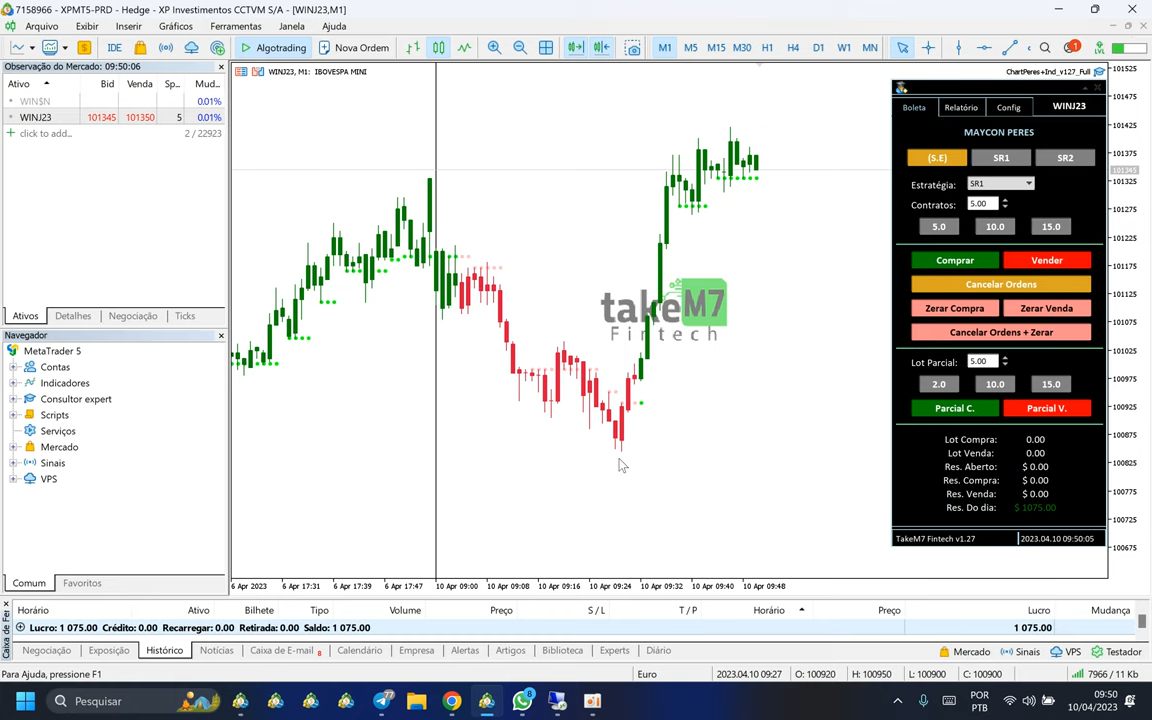 7158966 - XPMT5-PRD - Hedge - XP Investimentos CCTVM S/A - [WINJ23,M1]
Arquivo Exibir Inserir Gráficos Ferramentas Janela Ajuda
IDE Algotrading Nova Ordem M1 M5 M15 M30 H1 H4 D1 W1 MN 1 LVL
Observação do Mercado: 09:50:06
Ativo Bid Venda Sp... Mud...
WIN$N 0.01%
WINJ23 101345 101350 5 0.01%
click to add... 2 / 22923
Ativos Detalhes Negociação Ticks
Navegador
MetaTrader 5
Contas
Indicadores
Consultor expert
Scripts
Serviços
Mercado
Sinais
VPS
Comum Favoritos
WINJ23, M1: IBOVESPA MINI
ChartPeres+Ind_v127_Full
takeM7
Fintech
Boleta Relatório Config WINJ23
MAYCON PERES
(S.E) SR1 SR2
Estratégia: SR1
Contratos: 5.00
5.0 10.0 15.0
Comprar Vender
Cancelar Ordens
Zerar Compra Zerar Venda
Cancelar Ordens + Zerar
Lot Parcial: 5.00
2.0 10.0 15.0
Parcial C. Parcial V.
Lot Compra: 0.00
Lot Venda: 0.00
Res. Aberto: $ 0.00
Res. Compra: $ 0.00
Res. Venda: $ 0.00
Res. Do dia: $ 1075.00
TakeM7 Fintech v1.27 2023.04.10 09:50:05
101525
101475
101425
101375
101345
101325
101275
101225
101175
101125
101075
101025
100975
100925
100875
100825
100775
100725
100675
6 Apr 2023 6 Apr 17:31 6 Apr 17:39 6 Apr 17:47 10 Apr 09:00 10 Apr 09:08 10 Apr 09:16 10 Apr 09:24 10 Apr 09:32 10 Apr 09:40 10 Apr 09:48
Caixa de Fer
Horário Ativo Bilhete Tipo Volume Preço S / L T / P Horário Preço Lucro Mudança
Lucro: 1 075.00 Crédito: 0.00 Recarregar: 0.00 Retirada: 0.00 Saldo: 1 075.00 1 075.00
Negociação Exposição Histórico Notícias Caixa de E-mail 8 Calendário Empresa Alertas Artigos Biblioteca Experts Diário Mercado Sinais VPS Testador
Para Ajuda, pressione F1 Euro 2023.04.10 09:27 O: 100920 H: 100950 L: 100900 C: 100900 7966 / 11 Kb
Pesquisar 77 8 POR PTB 09:50 10/04/2023